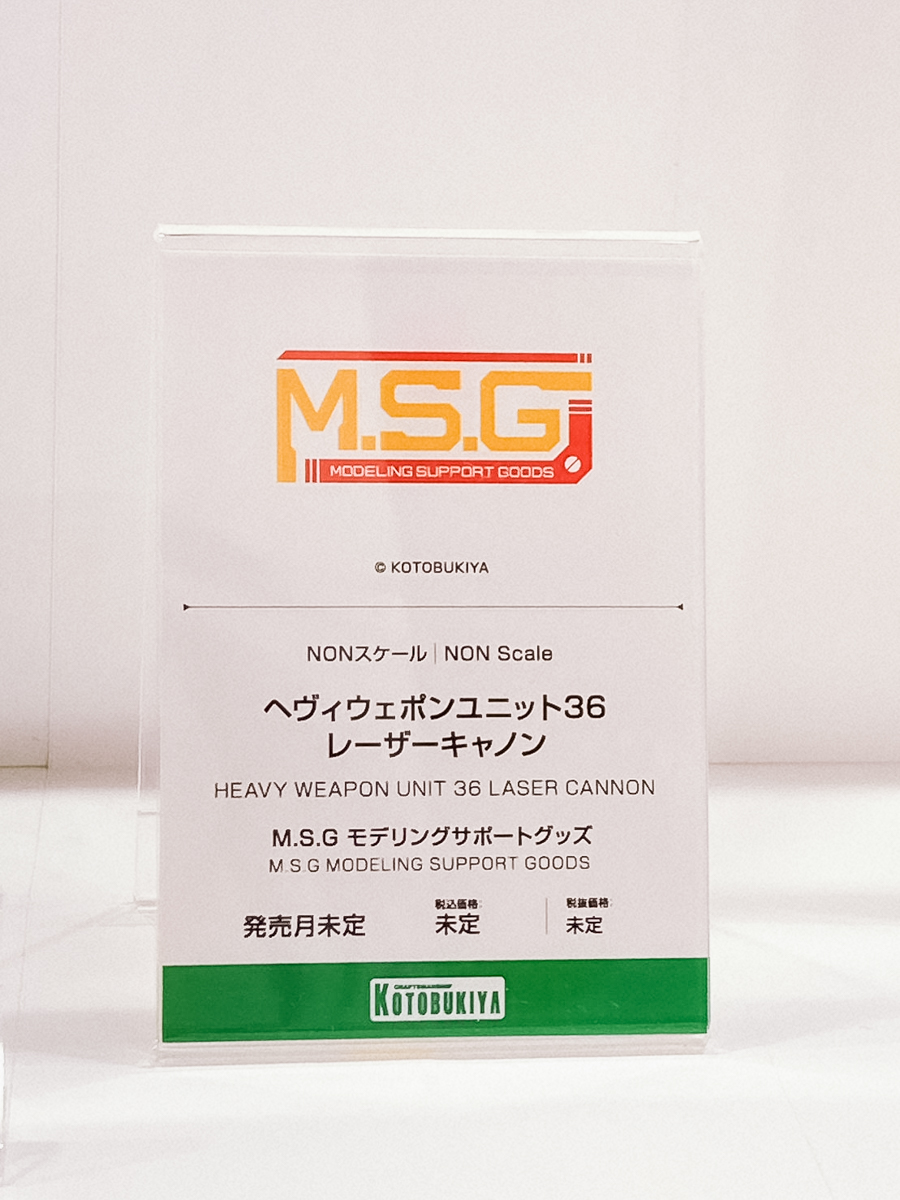 M.S.G
MODELING SUPPORT GOODS
© KOTOBUKIYA
NONスケール | NON Scale
ヘヴィウェポンユニット36
レーザーキャノン
HEAVY WEAPON UNIT 36 LASER CANNON
M.S.G モデリングサポートグッズ
M.S.G MODELING SUPPORT GOODS
発売月未定
税込価格:
未定
税抜価格:
未定
CRAFTSMANSHIP
KOTOBUKIYA